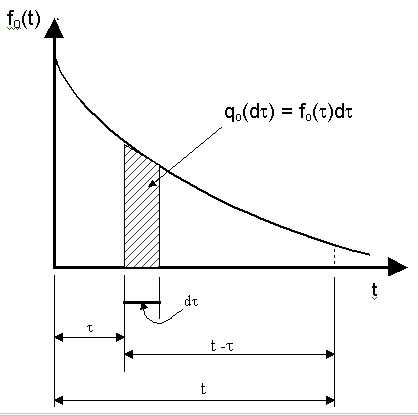 f₀(t)
q₀(dτ) = f₀(τ)dτ
t
dτ
τ
t -τ
t